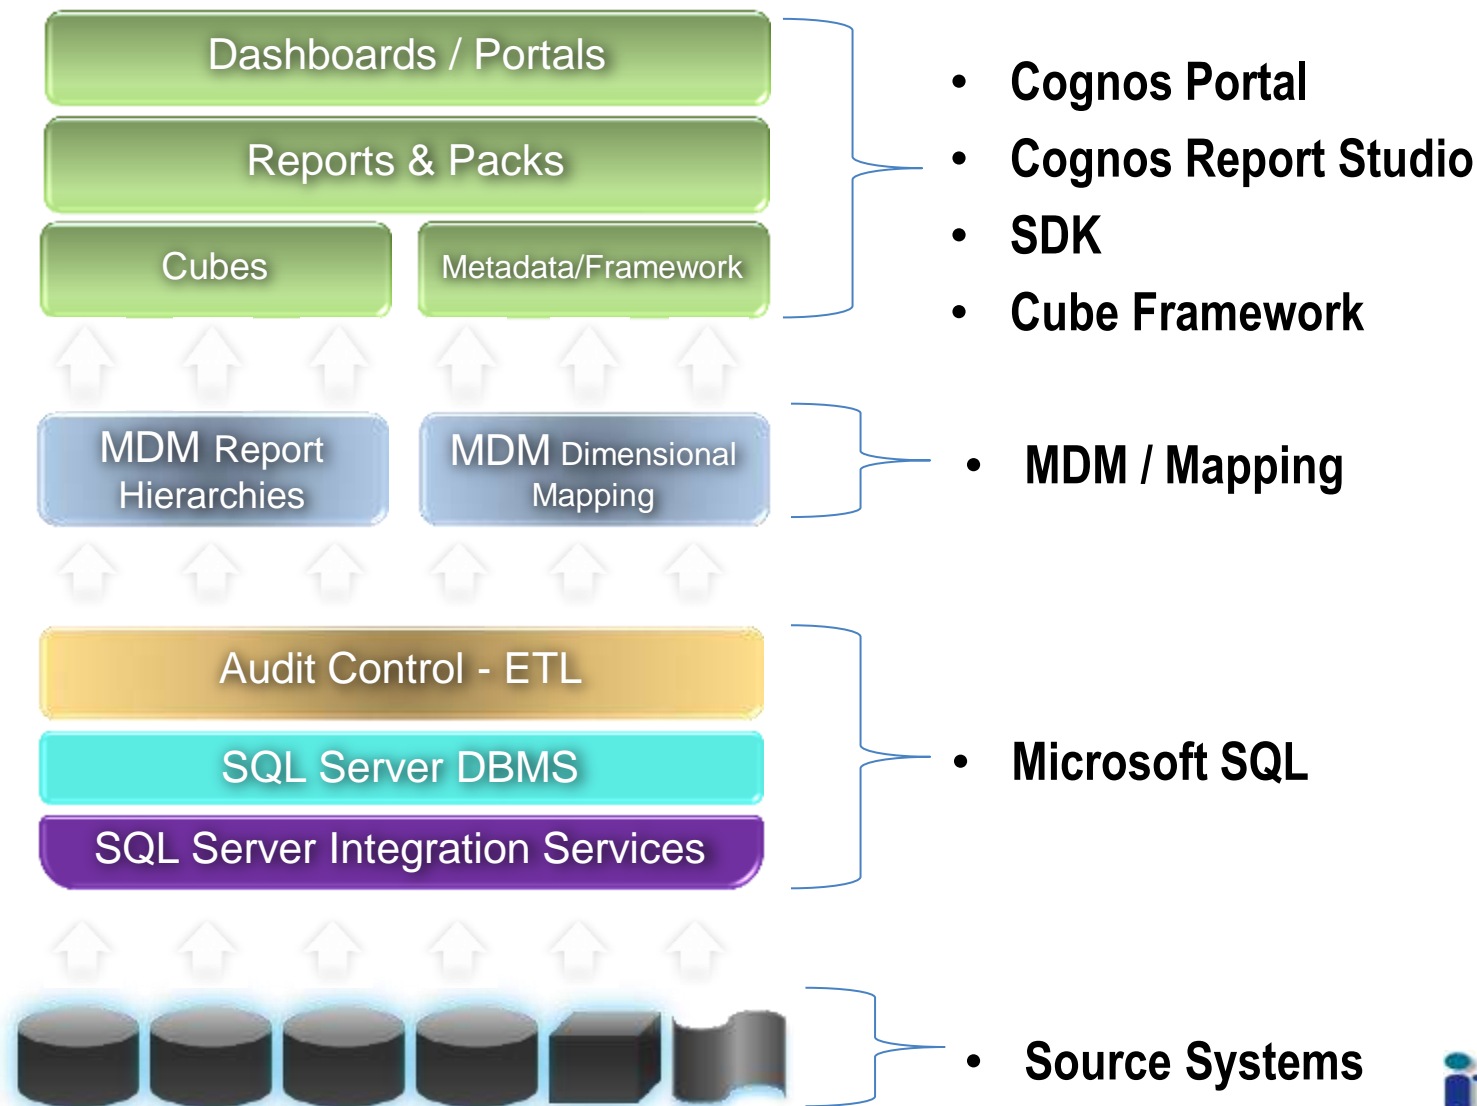 Dashboards / Portals
Reports & Packs
Cubes
Metadata/Framework
• Cognos Portal
• Cognos Report Studio
• SDK
• Cube Framework
MDM Report
Hierarchies
MDM Dimensional
Mapping
• MDM / Mapping
Audit Control - ETL
SQL Server DBMS
SQL Server Integration Services
• Microsoft SQL
• Source Systems